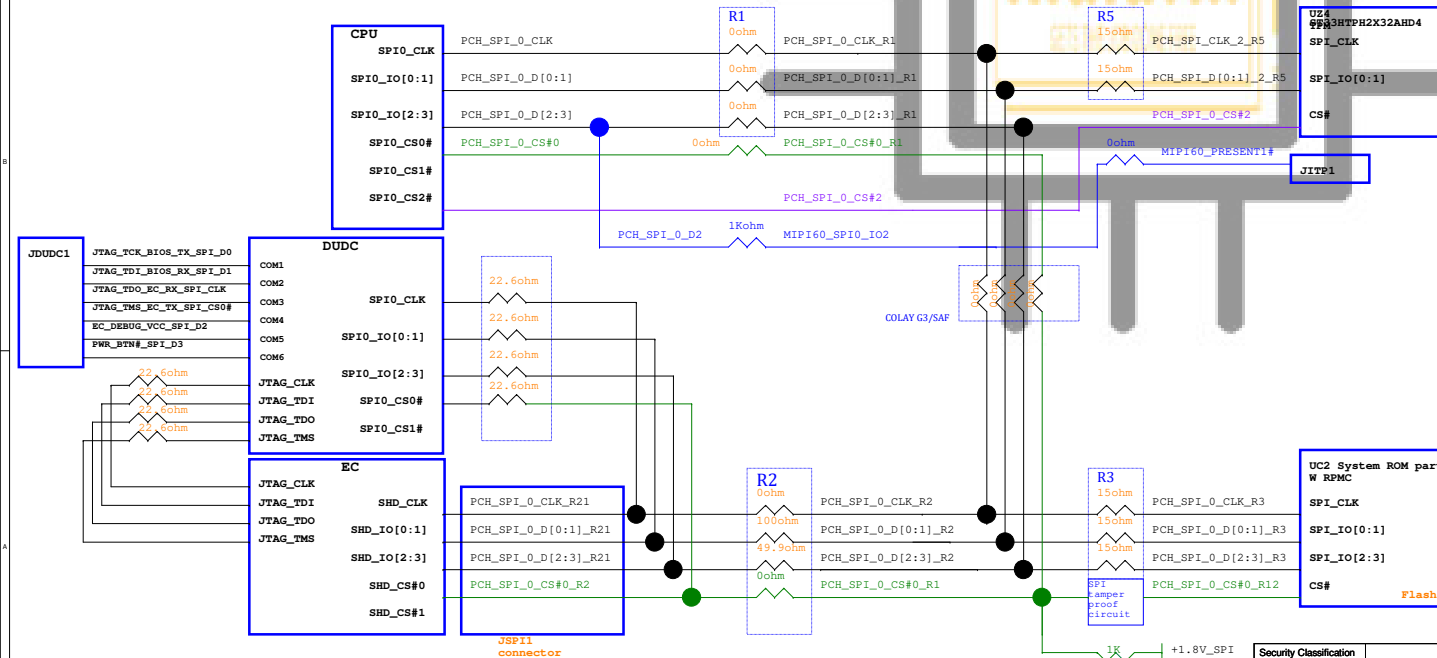 R1
R5
UZ4
0ohm
15ohm
CPU
PCH_SPI_0_CLK
PCH_SPI_0_CLK_R1
PCH_SPI_CLK_2_R5
SPI_CLK
SPI0_CLK
0ohm
15ohm
SPI0_IO[0:1]
PCH_SPI_0_D[0:1]
PCH_SPI_0_D[0:1]_R1
PCH_SPI_D[0:1]_2_R5
SPI_IO[0:1]
0ohm
SPI0_IO[2:3]
PCH_SPI_0_D[2:3]
PCH_SPI_0_D[2:3]_R1
PCH_SPI_0_CS#2
CS#
SPI0_CS0#
PCH_SPI_0_CS#0
0ohm
PCH_SPI_0_CS#0_R1
0ohm
MIPI60_PRESENT1#
B
SPI0_CS1#
JITP1
SPI0_CS2#
PCH_SPI_0_CS#2
1Kohm
PCH_SPI_0_D2
MIPI60_SPI0_IO2
DUDC
JDUDC1
JTAG_TCK_BIOS_TX_SPI_D0
COM1
JTAG_TDI_BIOS_RX_SPI_D1
COM2
JTAG_TDO_EC_RX_SPI_CLK
COM3
JTAG_TMS_EC_TX_SPI_CS0#
COM4
EC_DEBUG_VCC_SPI_D2
COM5
PWR_BTN#_SPI_D3
COM6
SPI0_CLK
22.6ohm
SPI0_IO[0:1]
22.6ohm
SPI0_IO[2:3]
22.6ohm
SPI0_CS0#
22.6ohm
SPI0_CS1#
0ohm
0ohm
0ohm
0ohm
COLAY G3/SAF
22.6ohm
JTAG_CLK
22.6ohm
JTAG_TDI
22.6ohm
JTAG_TDO
22.6ohm
JTAG_TMS
EC
JTAG_CLK
JTAG_TDI
JTAG_TDO
JTAG_TMS
SHD_CLK
SHD_IO[0:1]
SHD_IO[2:3]
SHD_CS#0
SHD_CS#1
PCH_SPI_0_CLK_R21
PCH_SPI_0_D[0:1]_R21
PCH_SPI_0_D[2:3]_R21
PCH_SPI_0_CS#0_R2
JSPI1
connector
R2
0ohm
100ohm
49.9ohm
0ohm
PCH_SPI_0_CLK_R2
PCH_SPI_0_D[0:1]_R2
PCH_SPI_0_D[2:3]_R2
PCH_SPI_0_CS#0_R1
R3
15ohm
15ohm
15ohm
SPI
tamper
proof
circuit
PCH_SPI_0_CLK_R3
PCH_SPI_0_D[0:1]_R3
PCH_SPI_0_D[2:3]_R3
PCH_SPI_0_CS#0_R12
UC2 System ROM par
W RPMC
SPI_CLK
SPI_IO[0:1]
SPI_IO[2:3]
CS#
Flash
A
1K
+1.8V_SPI
Security Classification